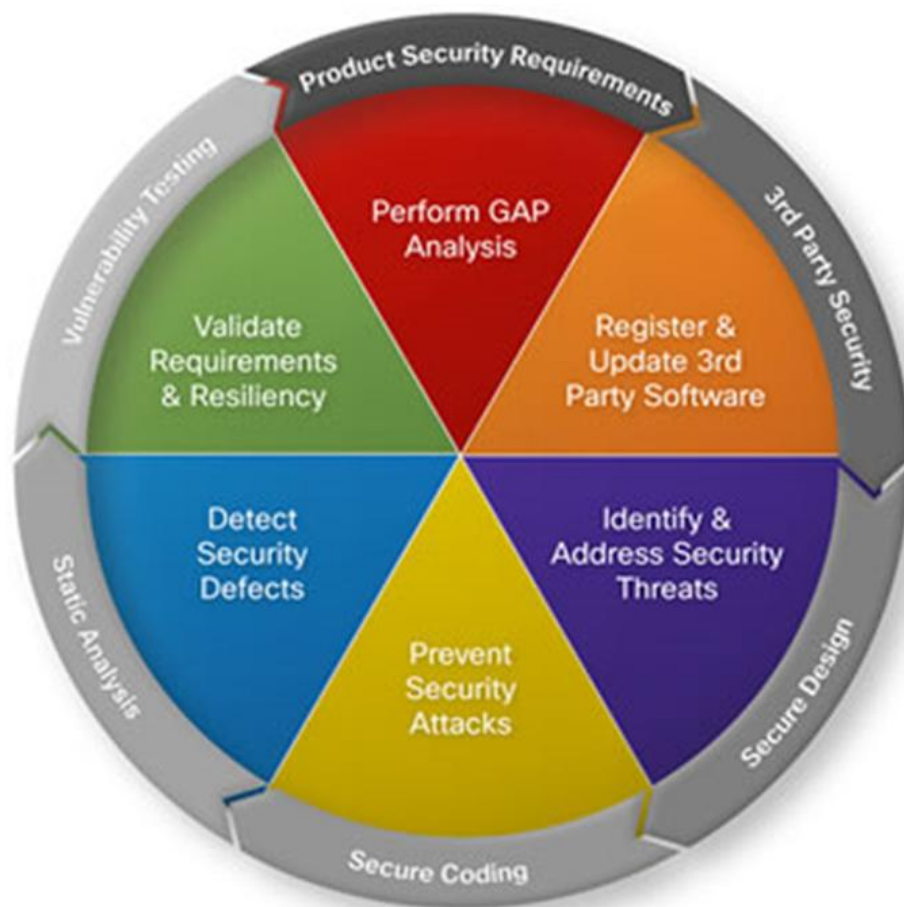 Product Security Requirements
3rd Party Security
Secure Design
Secure Coding
Static Analysis
Vulnerability Testing
Perform GAP
Analysis
Register &
Update 3rd
Party Software
Identify &
Address Security
Threats
Prevent
Security
Attacks
Detect
Security
Defects
Validate
Requirements
& Resiliency